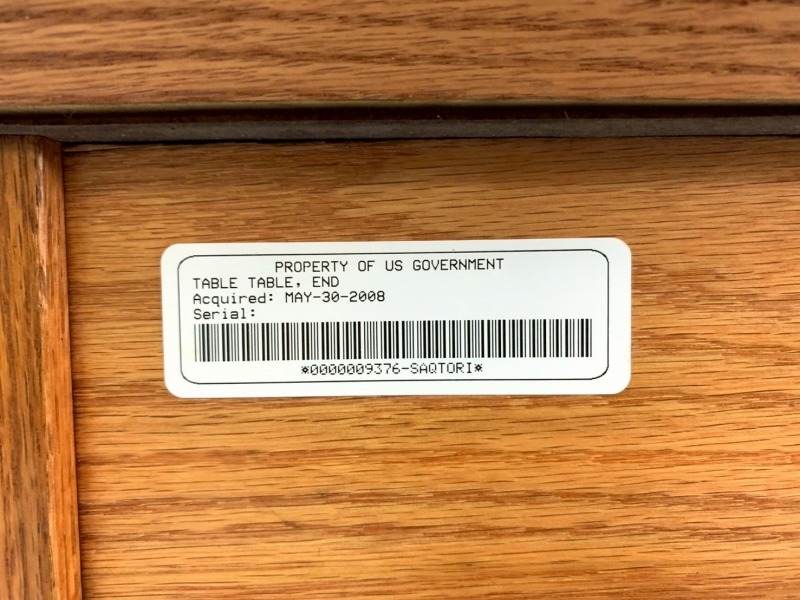 PROPERTY OF US GOVERNMENT
TABLE TABLE, END
Acquired: MAY-30-2008
Serial:
*0000009376-SAQTORI*